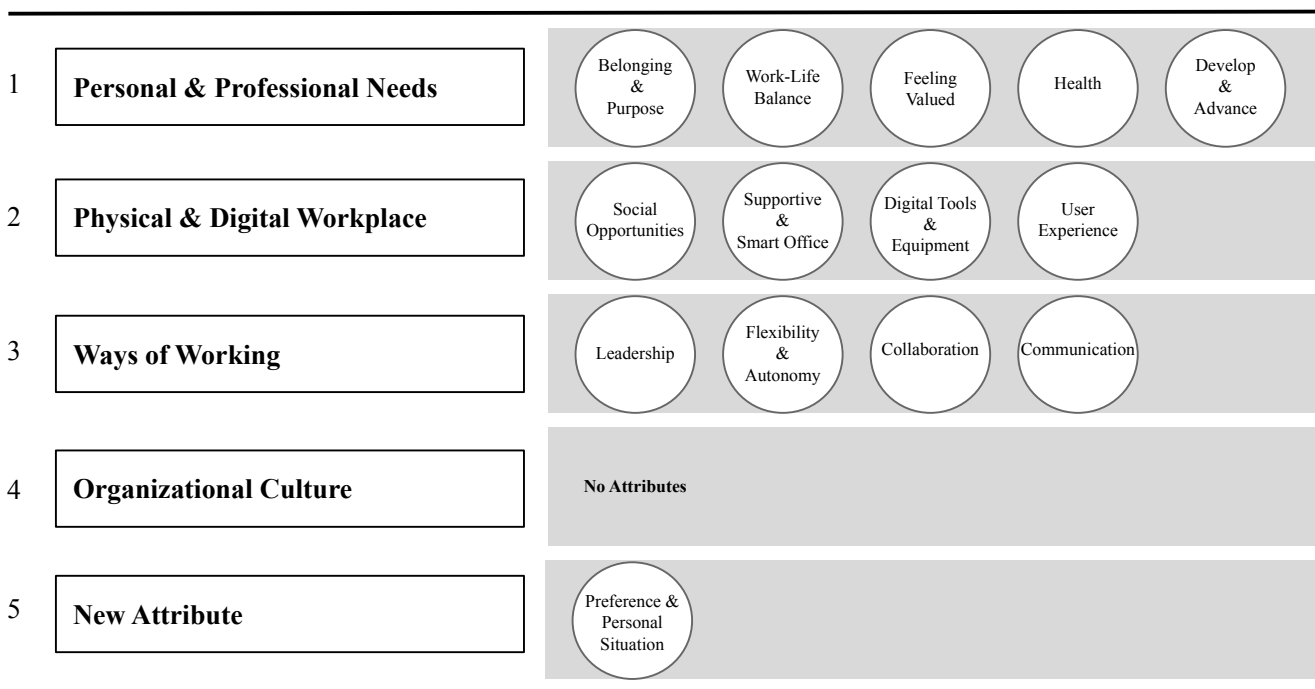 1
Personal & Professional Needs
Belonging
&
Purpose
Work-Life
Balance
Feeling
Valued
Health
Develop
&
Advance
2
Physical & Digital Workplace
Social
Opportunities
Supportive
&
Smart Office
Digital Tools
&
Equipment
User
Experience
3
Ways of Working
Leadership
Flexibility
&
Autonomy
Collaboration
Communication
4
Organizational Culture
No Attributes
5
New Attribute
Preference &
Personal
Situation